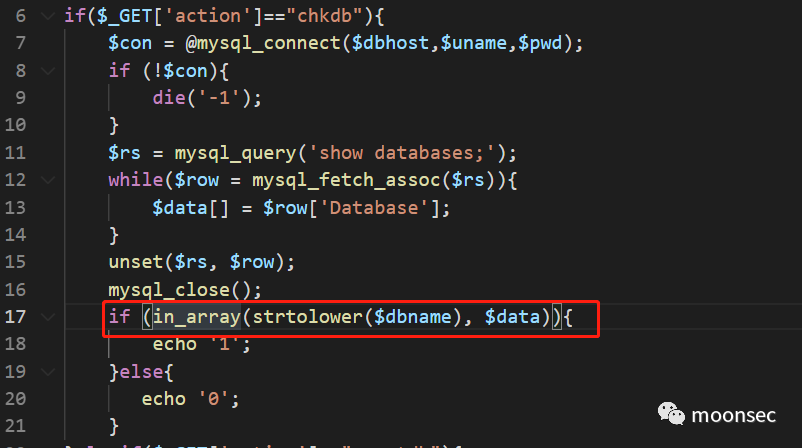 6 if($_GET['action']=="chkdb"){
7 $con = @mysql_connect($dbhost,$uname,$pwd);
8 if (!$con){
9 die('-1');
10 }
11 $rs = mysql_query('show databases;');
12 while($row = mysql_fetch_assoc($rs)){
13 $data[] = $row['Database'];
14 }
15 unset($rs, $row);
16 mysql_close();
17 if (in_array(strtolower($dbname), $data)){
18 echo '1';
19 }else{
20 echo '0';
21 }
moonsec